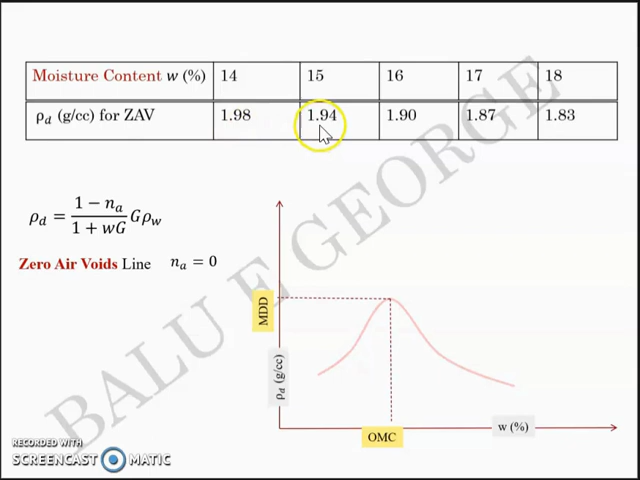 Moisture Content w (%) 14 15 16 17 18
ρd (g/cc) for ZAV 1.98 1.94 1.90 1.87 1.83
ρd = (1 − na)/(1 + wG) Gρw
Zero Air Voids Line na = 0
MDD
ρd (g/cc)
OMC
w (%)
BALU E GEORGE
RECORDED WITH
SCREENCAST MATIC